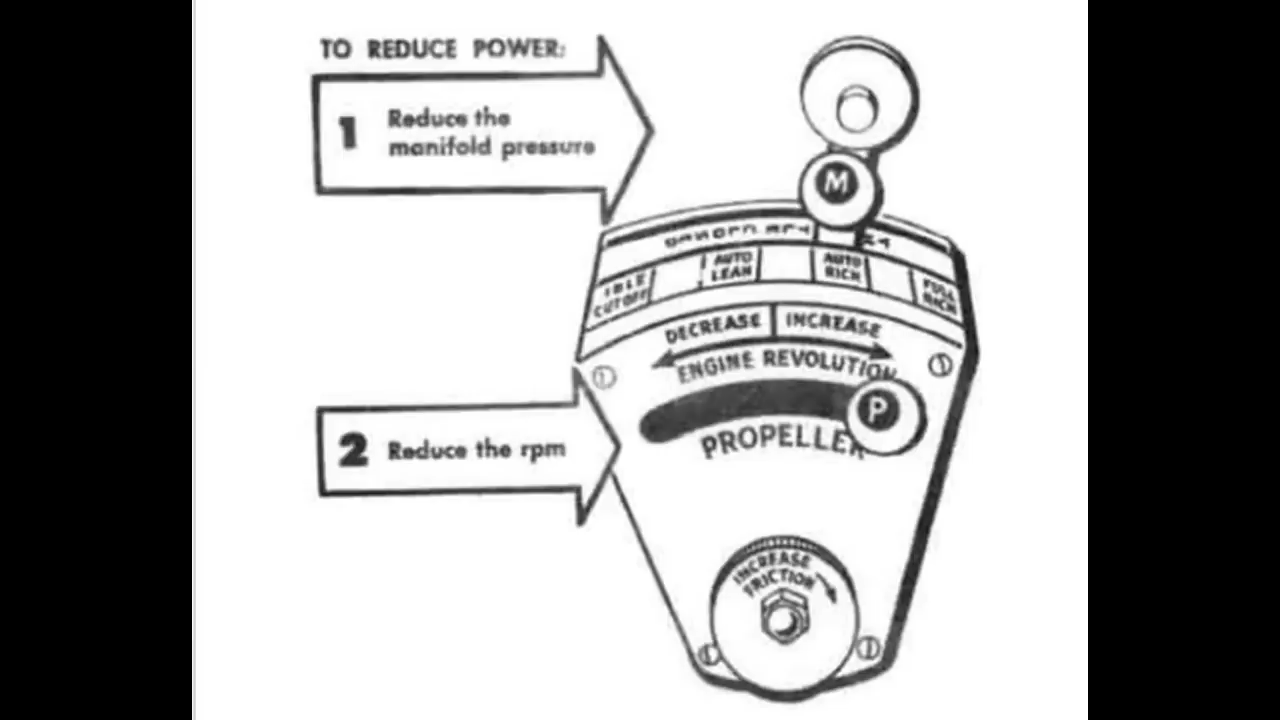 TO REDUCE POWER:
1 Reduce the
manifold pressure
M
IDLE
CUTOFF
AUTO
LEAN
AUTO
RICH
FULL
RICH
DECREASE INCREASE
ENGINE REVOLUTION
P
PROPELLER
2 Reduce the rpm
INCREASE
FRICTION